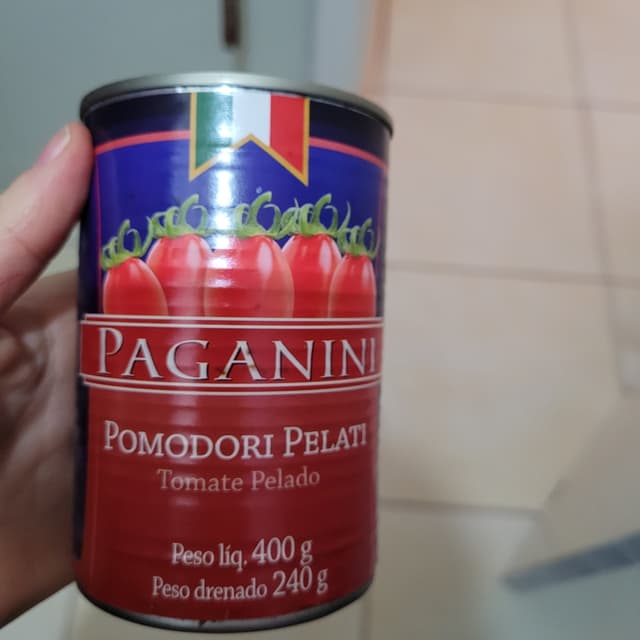 PAGANINI
POMODORI PELATI
Tomate Pelado
Peso líq. 400 g
Peso drenado 240 g